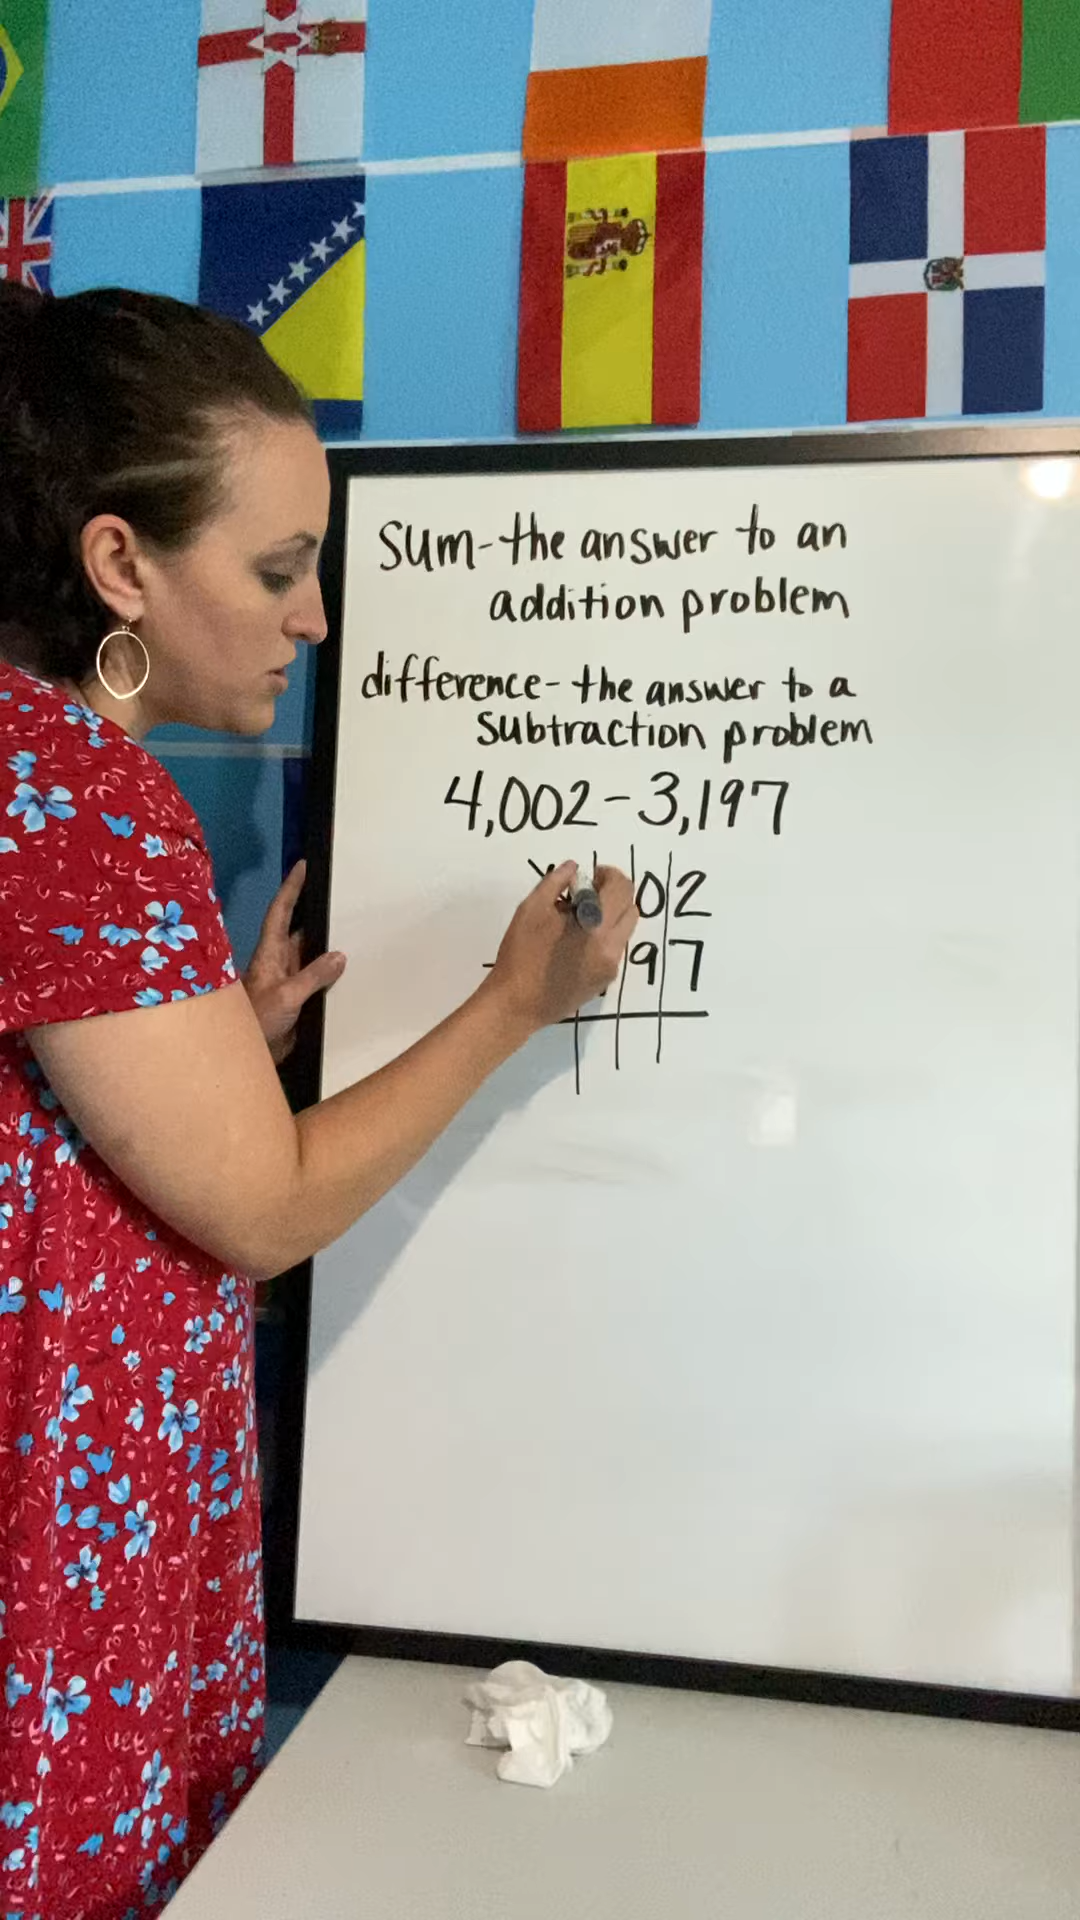 sum-the answer to an
addition problem
difference-the answer to a
subtraction problem
4,002-3,197
02
97